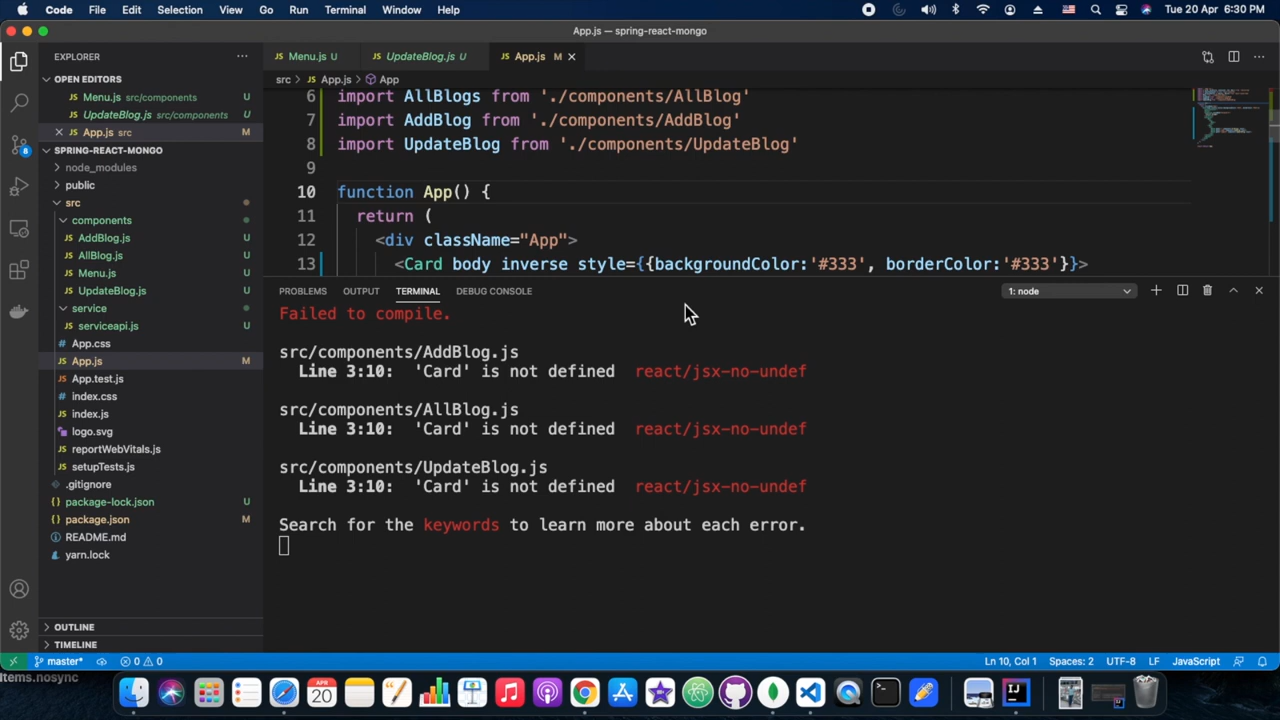 Code File Edit Selection View Go Run Terminal Window Help Tue 20 Apr 6:30 PM
App.js — spring-react-mongo
EXPLORER
OPEN EDITORS
Menu.js src/components U
UpdateBlog.js src/components U
App.js src M
SPRING-REACT-MONGO
node_modules
public
src
components
AddBlog.js U
AllBlog.js U
Menu.js U
UpdateBlog.js U
service
serviceapi.js U
App.css
App.js M
App.test.js
index.css
index.js
logo.svg
reportWebVitals.js
setupTests.js
.gitignore
package-lock.json U
package.json M
README.md
yarn.lock
OUTLINE
TIMELINE
Menu.js U UpdateBlog.js U App.js M
src > App.js > App
6 import AllBlogs from './components/AllBlog'
7 import AddBlog from './components/AddBlog'
8 import UpdateBlog from './components/UpdateBlog'
9
10 function App() {
11 return (
12 <div className="App">
13 <Card body inverse style={{backgroundColor:'#333', borderColor:'#333'}}>
PROBLEMS OUTPUT TERMINAL DEBUG CONSOLE 1: node
Failed to compile.
src/components/AddBlog.js
Line 3:10: 'Card' is not defined react/jsx-no-undef
src/components/AllBlog.js
Line 3:10: 'Card' is not defined react/jsx-no-undef
src/components/UpdateBlog.js
Line 3:10: 'Card' is not defined react/jsx-no-undef
Search for the keywords to learn more about each error.
master* 0 0 Ln 10, Col 1 Spaces: 2 UTF-8 LF JavaScript
Items.nosync
8
APR
20